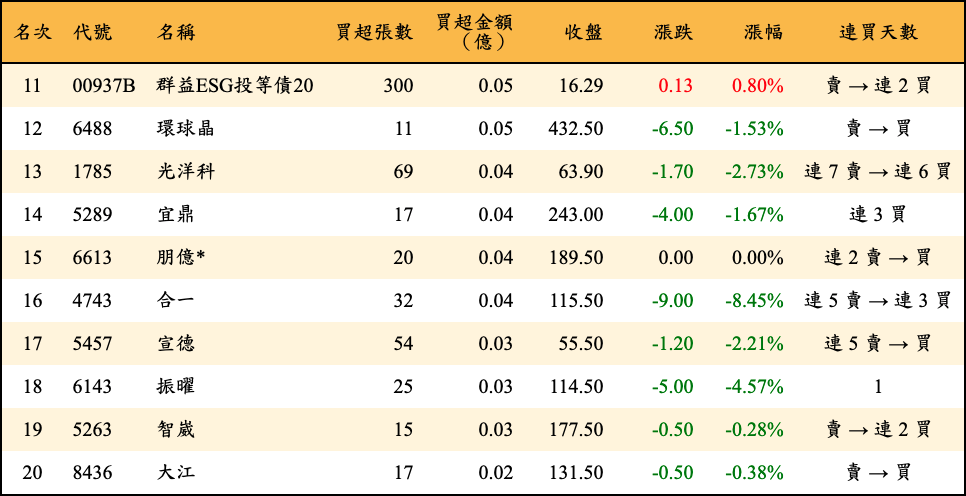 名次 代號 名稱 買超張數 買超金額（億） 收盤 漲跌 漲幅 連買天數
11 00937B 群益ESG投等債20 300 0.05 16.29 0.13 0.80% 賣 → 連 2 買
12 6488 環球晶 11 0.05 432.50 -6.50 -1.53% 賣 → 買
13 1785 光洋科 69 0.04 63.90 -1.70 -2.73% 連 7 賣 → 連 6 買
14 5289 宜鼎 17 0.04 243.00 -4.00 -1.67% 連 3 買
15 6613 朋億* 20 0.04 189.50 0.00 0.00% 連 2 賣 → 買
16 4743 合一 32 0.04 115.50 -9.00 -8.45% 連 5 賣 → 連 3 買
17 5457 宣德 54 0.03 55.50 -1.20 -2.21% 連 5 賣 → 買
18 6143 振曜 25 0.03 114.50 -5.00 -4.57% 1
19 5263 智崴 15 0.03 177.50 -0.50 -0.28% 賣 → 連 2 買
20 8436 大江 17 0.02 131.50 -0.50 -0.38% 賣 → 買